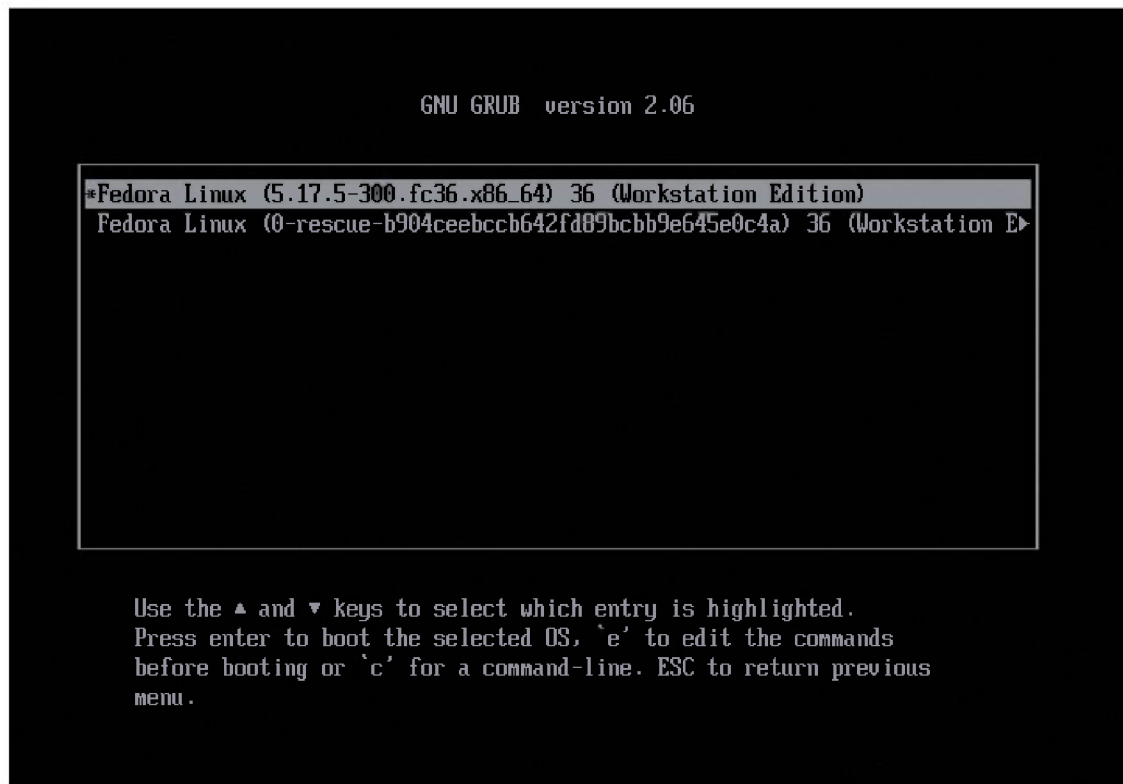 GNU GRUB version 2.06
*Fedora Linux (5.17.5-300.fc36.x86_64) 36 (Workstation Edition)
Fedora Linux (0-rescue-b904ceebccb642fd89bcbb9e645e0c4a) 36 (Workstation E▶
Use the ▲ and ▼ keys to select which entry is highlighted.
Press enter to boot the selected OS, `e' to edit the commands
before booting or `c' for a command-line. ESC to return previous
menu.